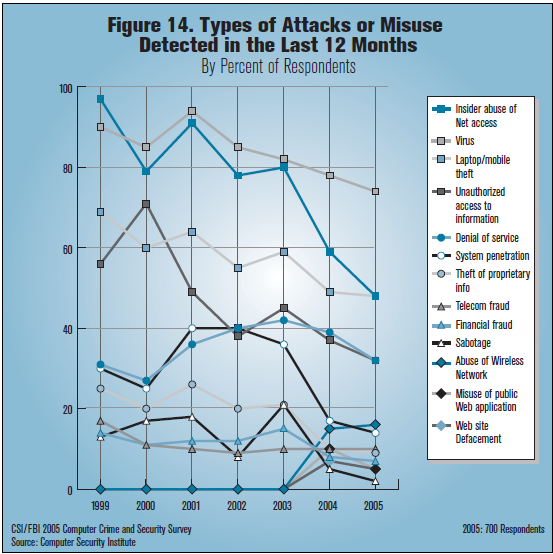 Figure 14. Types of Attacks or Misuse
Detected in the Last 12 Months
By Percent of Respondents
100
80
60
40
20
0
1999 2000 2001 2002 2003 2004 2005
Insider abuse of
Net access
Virus
Laptop/mobile
theft
Unauthorized
access to
information
Denial of service
System penetration
Theft of proprietary
info
Telecom fraud
Financial fraud
Sabotage
Abuse of Wireless
Network
Misuse of public
Web application
Web site
Defacement
CSI/FBI 2005 Computer Crime and Security Survey
Source: Computer Security Institute
2005: 700 Respondents